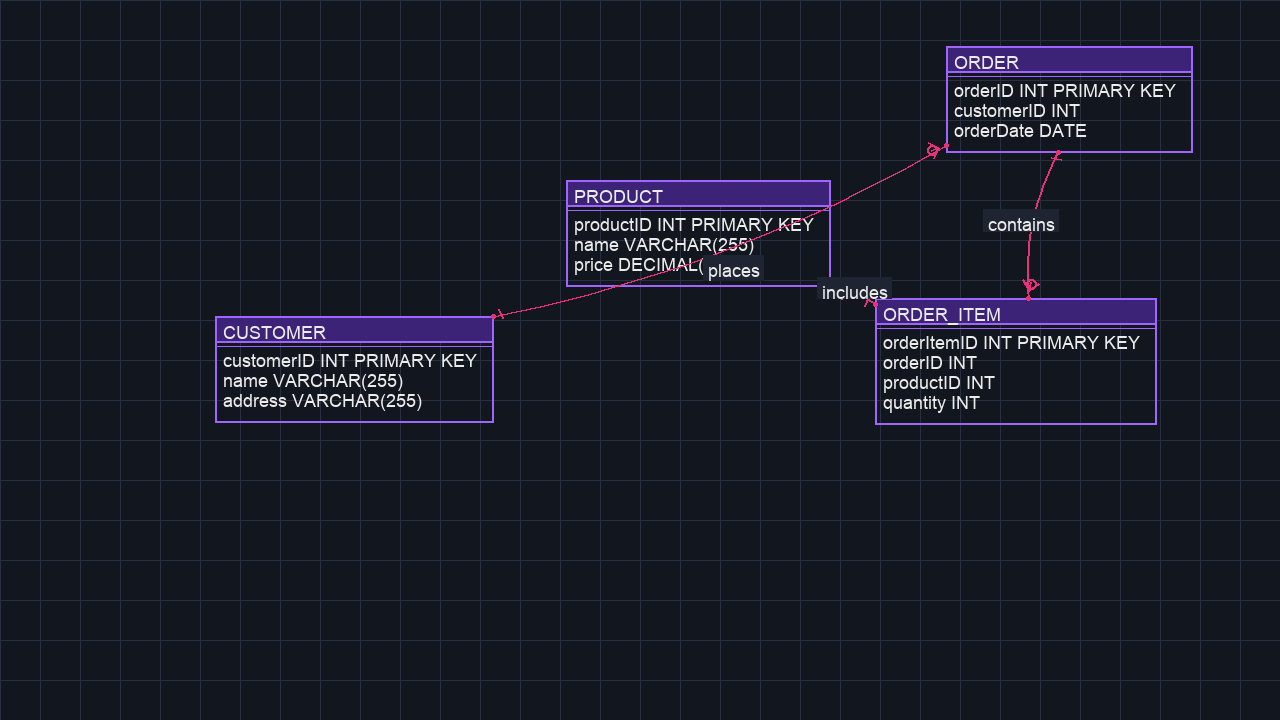 ORDER
orderID INT PRIMARY KEY
customerID INT
orderDate DATE
PRODUCT
productID INT PRIMARY KEY
name VARCHAR(255)
price DECIMAL(
places
contains
includes
CUSTOMER
customerID INT PRIMARY KEY
name VARCHAR(255)
address VARCHAR(255)
ORDER_ITEM
orderItemID INT PRIMARY KEY
orderID INT
productID INT
quantity INT